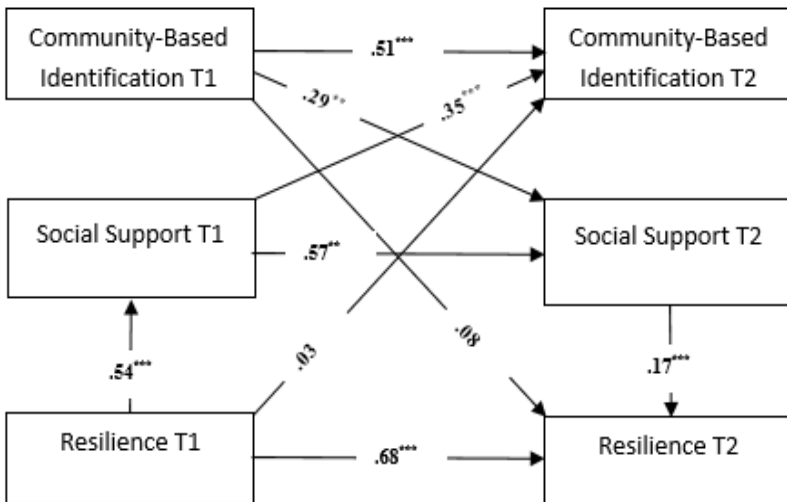 Community-Based
Identification T1
.51***
Community-Based
Identification T2
.29**
.35***
Social Support T1
.57**
Social Support T2
.54***
.03
.08
.17***
Resilience T1
.68***
Resilience T2